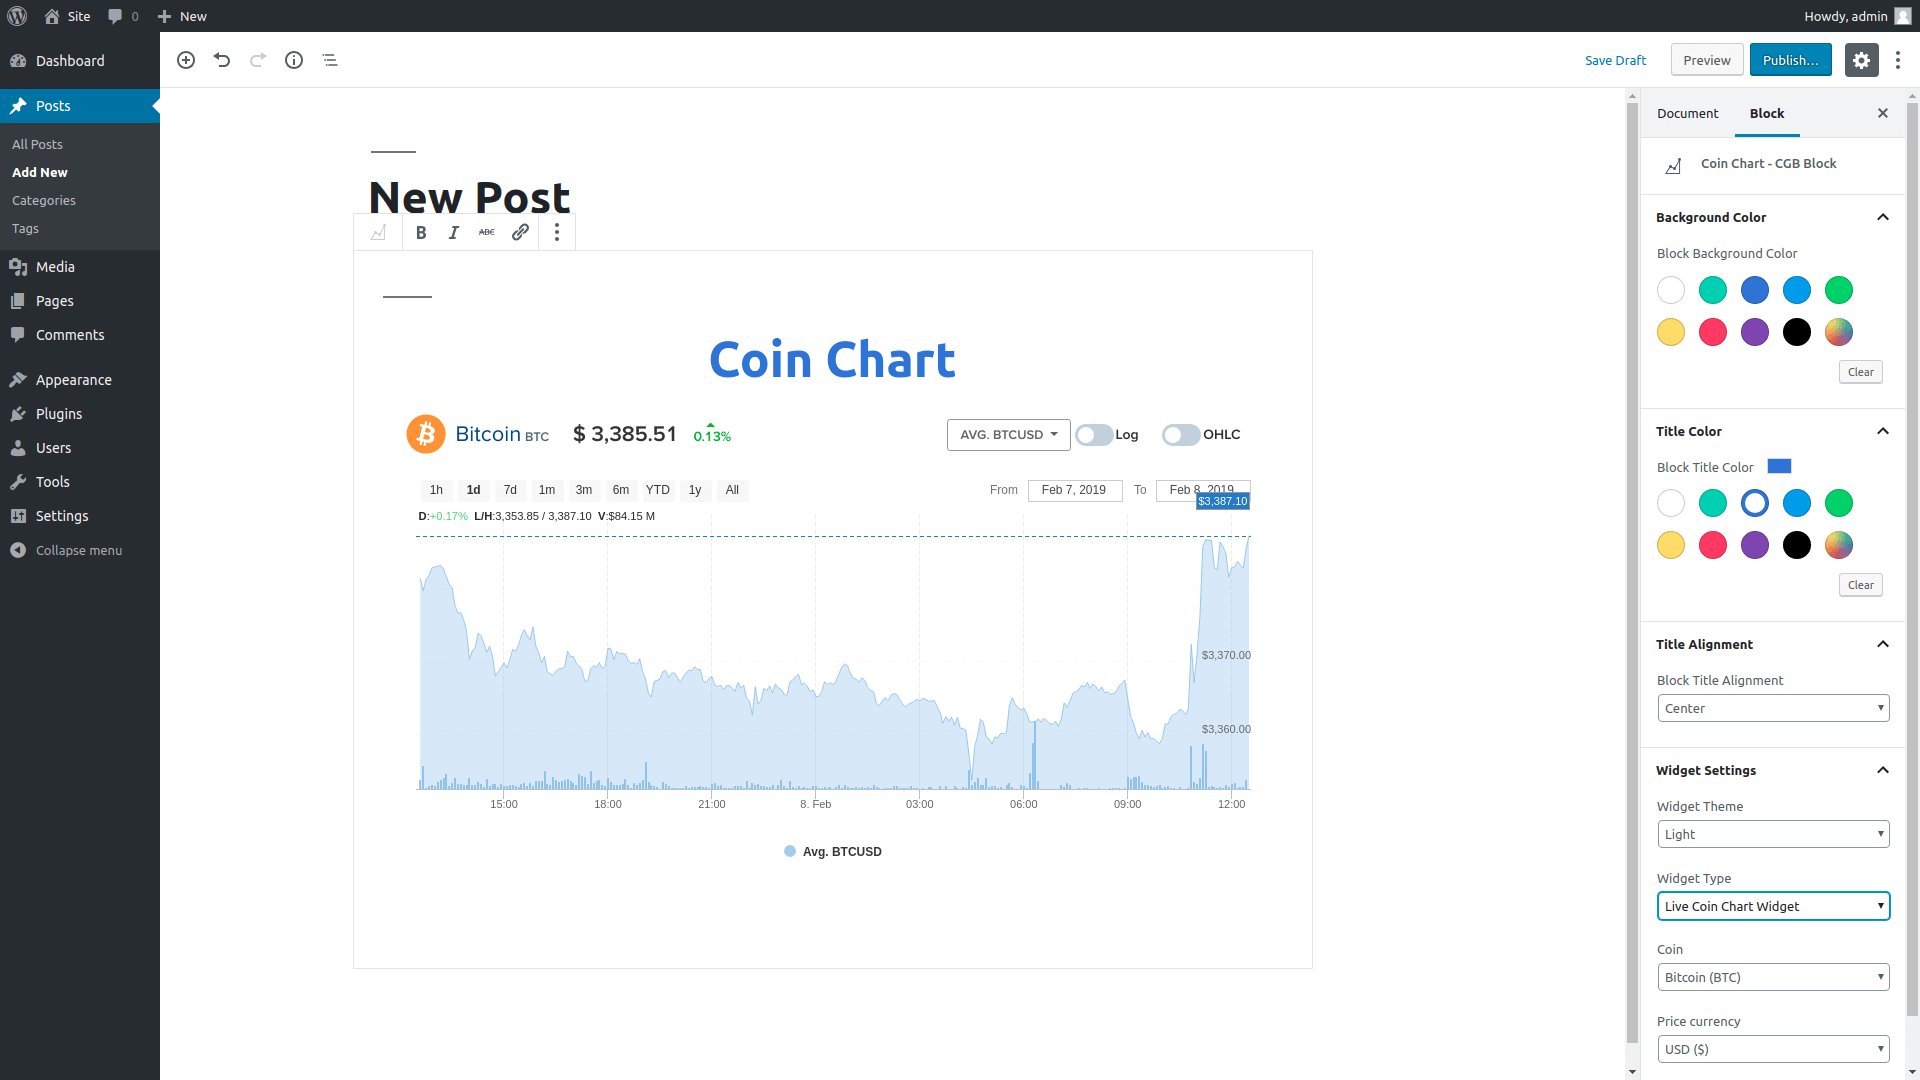 Site
0
New
Howdy, admin
Dashboard
Posts
All Posts
Add New
Categories
Tags
Media
Pages
Comments
Appearance
Plugins
Users
Tools
Settings
Collapse menu
Save Draft
Preview
Publish…
New Post
B I ABC
Coin Chart
Bitcoin BTC $ 3,385.51 0.13%
AVG. BTCUSD Log OHLC
1h 1d 7d 1m 3m 6m YTD 1y All
From Feb 7, 2019 To Feb 8, 2019
$3,387.10
D:+0.17% L/H:3,353.85 / 3,387.10 V:$84.15 M
$3,370.00
$3,360.00
15:00 18:00 21:00 8. Feb 03:00 06:00 09:00 12:00
Avg. BTCUSD
Document Block
Coin Chart - CGB Block
Background Color
Block Background Color
Clear
Title Color
Block Title Color
Clear
Title Alignment
Block Title Alignment
Center
Widget Settings
Widget Theme
Light
Widget Type
Live Coin Chart Widget
Coin
Bitcoin (BTC)
Price currency
USD ($)